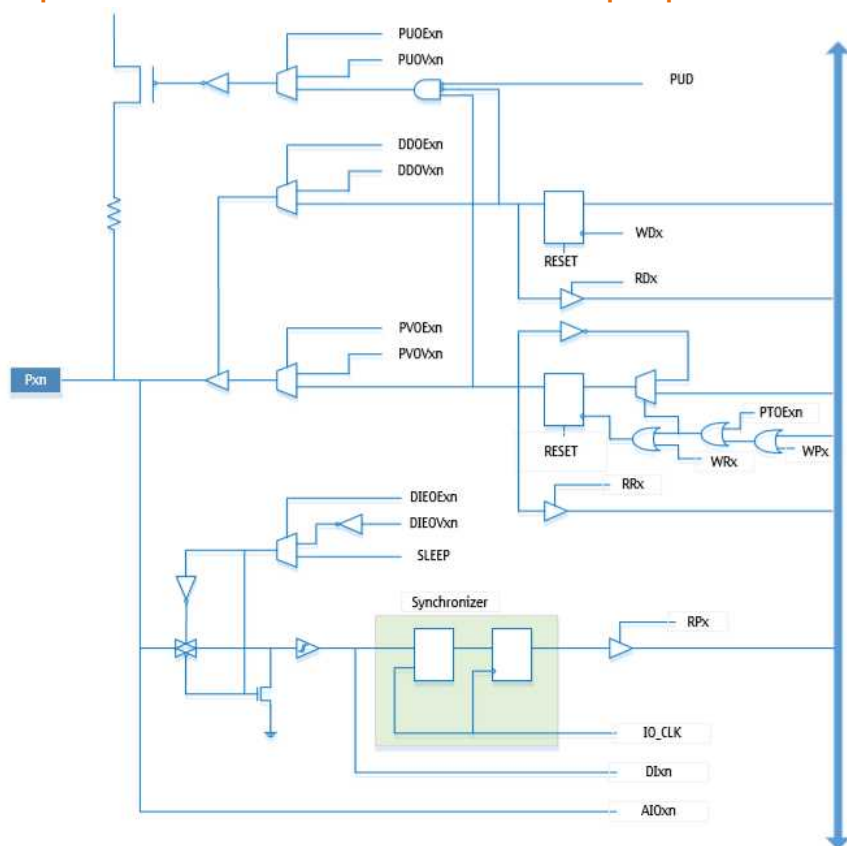 PUOExn
PUOVxn
PUD
DDOExn
DDOVxn
WDx
RESET
RDx
PVOExn
PVOVxn
Pxn
PTOExn
RESET
WRx
WPx
RRx
DIEOExn
DIEOVxn
SLEEP
Synchronizer
RPx
IO_CLK
DIxn
AIOxn